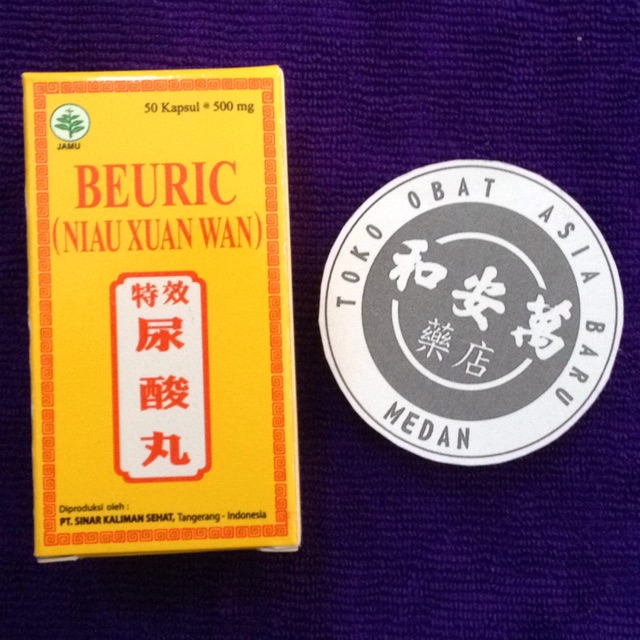 50 Kapsul * 500 mg
JAMU
BEURIC
(NIAU XUAN WAN)
特效
尿
酸
丸
Diproduksi oleh :
PT. SINAR KALIMAN SEHAT, Tangerang - Indonesia
TOKO OBAT ASIA BARU
和安萬
藥店
MEDAN